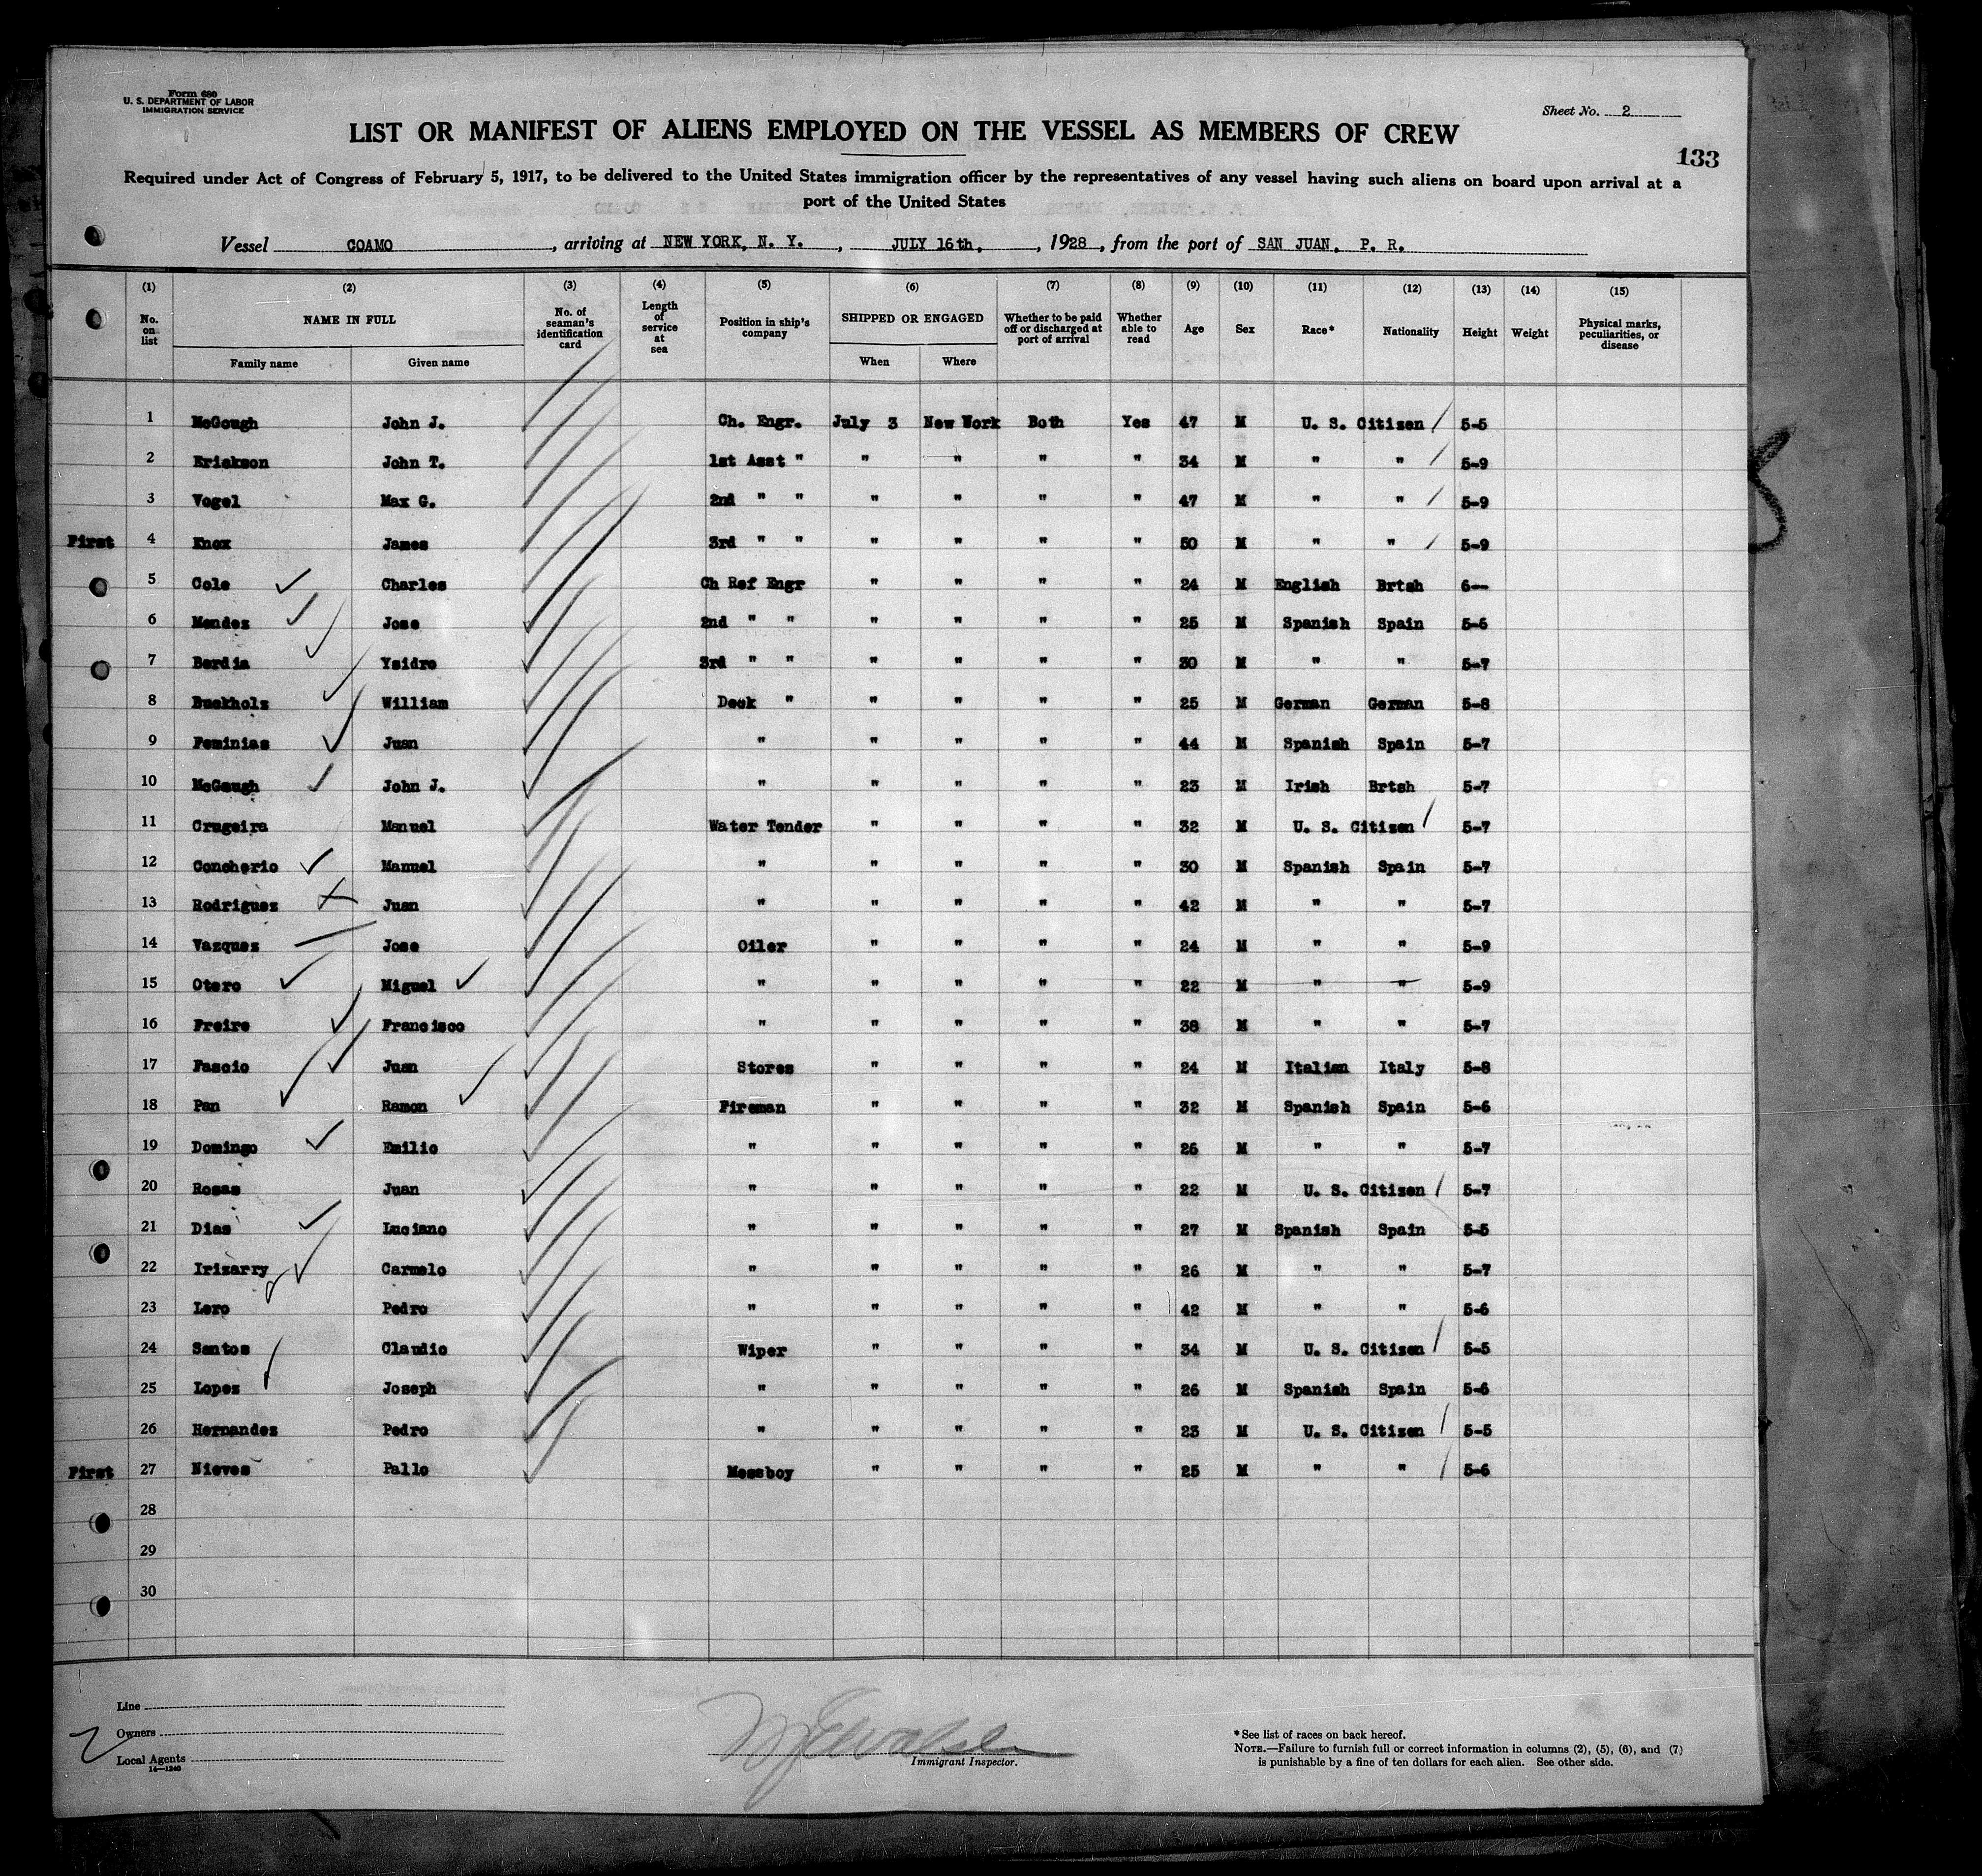 Form 680
U. S. DEPARTMENT OF LABOR
IMMIGRATION SERVICE
Sheet No. 2
LIST OR MANIFEST OF ALIENS EMPLOYED ON THE VESSEL AS MEMBERS OF CREW
133
Required under Act of Congress of February 5, 1917, to be delivered to the United States immigration officer by the representatives of any vessel having such aliens on board upon arrival at a
port of the United States
Vessel COAMO, arriving at NEW YORK, N. Y., JULY 16th, 1928, from the port of SAN JUAN, P. R.
(1) (2) (3) (4) (5) (6) (7) (8) (9) (10) (11) (12) (13) (14) (15)
No. on list NAME IN FULL No. of seaman's identification card Length of service at sea Position in ship's company SHIPPED OR ENGAGED Whether to be paid off or discharged at port of arrival Whether able to read Age Sex Race* Nationality Height Weight Physical marks, peculiarities, or disease
Family name Given name When Where
1 McGough John J. Ch. Engr. July 3 New York Both Yes 47 M U. S. Citizen 5-5
2 Erickson John T. 1st Asst " " " " " 34 M " " 5-9
3 Vogel Max G. 2nd " " " " " " 47 M " " 5-9
First 4 Knox James 3rd " " " " " " 50 M " " 5-9
5 Cole Charles Ch Ref Engr " " " " 24 M English Brtsh 6--
6 Mendez Jose 2nd " " " " " " 25 M Spanish Spain 5-6
7 Berdia Ysidro 3rd " " " " " " 30 M " " 5-7
8 Buckholz William Deck " " " " " 25 M German German 5-8
9 Feminias Juan " " " " " 44 M Spanish Spain 5-7
10 McGough John J. " " " " " 23 M Irish Brtsh 5-7
11 Crugeira Manuel Water Tender " " " " 32 M U. S. Citizen 5-7
12 Concherio Manuel " " " " " 30 M Spanish Spain 5-7
13 Rodriguez Juan " " " " " 42 M " " 5-7
14 Vazquez Jose Oiler " " " " 24 M " " 5-9
15 Otero Miguel " " " " " 22 M " " 5-9
16 Freire Francisco " " " " " 38 M " " 5-7
17 Fascio Juan Stores " " " " 24 M Italian Italy 5-8
18 Pan Ramon Fireman " " " " 32 M Spanish Spain 5-6
19 Domingo Emilio " " " " " 25 M " " 5-7
20 Rosas Juan " " " " " 22 M U. S. Citizen 5-7
21 Dias Luciano " " " " " 27 M Spanish Spain 5-5
22 Irizarry Carmelo " " " " " 26 M " " 5-7
23 Lero Pedro " " " " " 42 M " " 5-6
24 Santos Claudio Wiper " " " " 34 M U. S. Citizen 5-5
25 Lopez Joseph " " " " " 26 M Spanish Spain 5-6
26 Hernandez Pedro " " " " " 23 M U. S. Citizen 5-5
First 27 Nieves Pallo Messboy " " " " 25 M " " 5-6
28
29
30
Line
Owners
Local Agents
14—1240
Immigrant Inspector.
*See list of races on back hereof.
NOTE.—Failure to furnish full or correct information in columns (2), (5), (6), and (7)
is punishable by a fine of ten dollars for each alien. See other side.